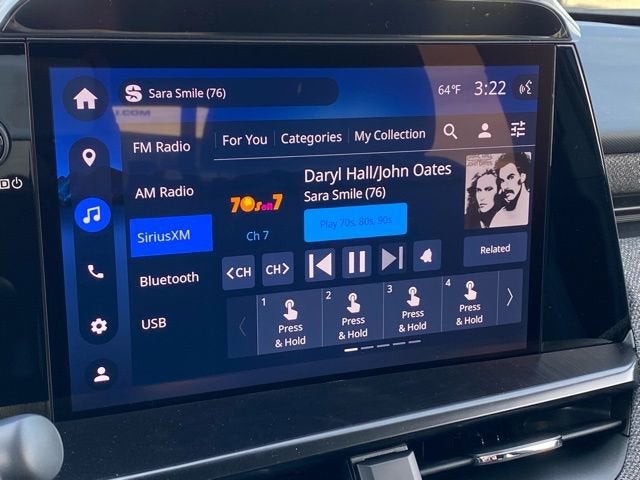 Sara Smile (76)
64°F 3:22
FM Radio
AM Radio
SiriusXM
Bluetooth
USB
For You
Categories
My Collection
70s on 7
Ch 7
Daryl Hall/John Oates
Sara Smile (76)
Play 70s, 80s, 90s
Related
<CH
CH>
1
Press
& Hold
2
Press
& Hold
3
Press
& Hold
4
Press
& Hold